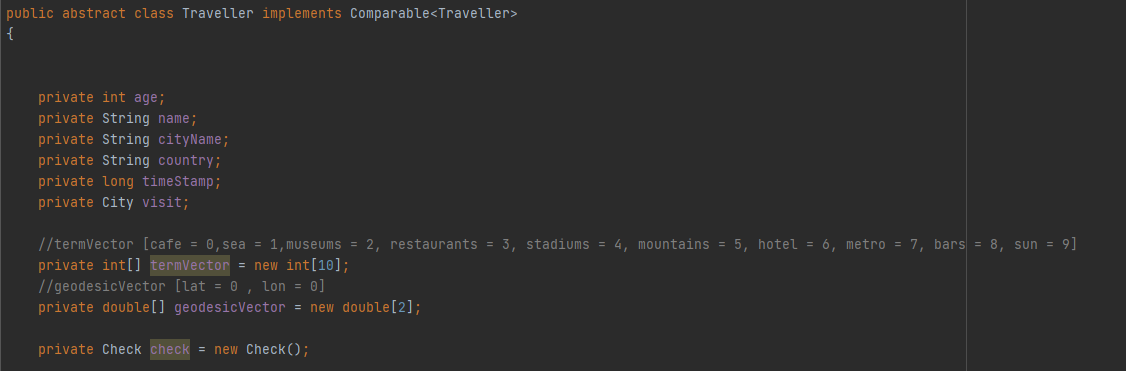 public abstract class Traveller implements Comparable<Traveller>
{
private int age;
private String name;
private String cityName;
private String country;
private long timeStamp;
private City visit;
//termVector [cafe = 0,sea = 1,museums = 2, restaurants = 3, stadiums = 4, mountains = 5, hotel = 6, metro = 7, bars = 8, sun = 9]
private int[] termVector = new int[10];
//geodesicVector [lat = 0 , lon = 0]
private double[] geodesicVector = new double[2];
private Check check = new Check();